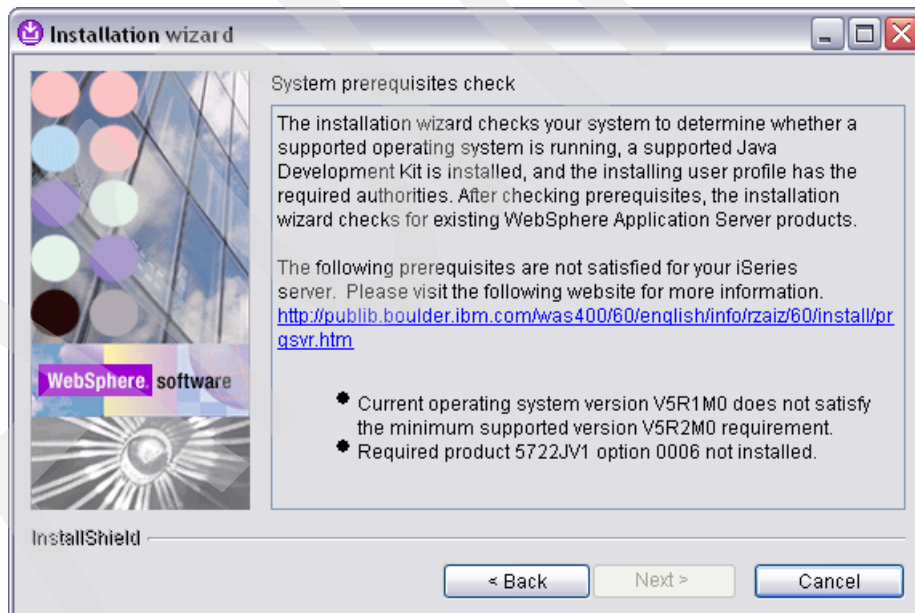 Installation wizard
System prerequisites check
The installation wizard checks your system to determine whether a
supported operating system is running, a supported Java
Development Kit is installed, and the installing user profile has the
required authorities. After checking prerequisites, the installation
wizard checks for existing WebSphere Application Server products.
The following prerequisites are not satisfied for your iSeries
server. Please visit the following website for more information.
http://publib.boulder.ibm.com/was400/60/english/info/rzaiz/60/install/pr
qsvr.htm
• Current operating system version V5R1M0 does not satisfy
the minimum supported version V5R2M0 requirement.
• Required product 5722JV1 option 0006 not installed.
WebSphere. software
InstallShield
< Back
Next >
Cancel